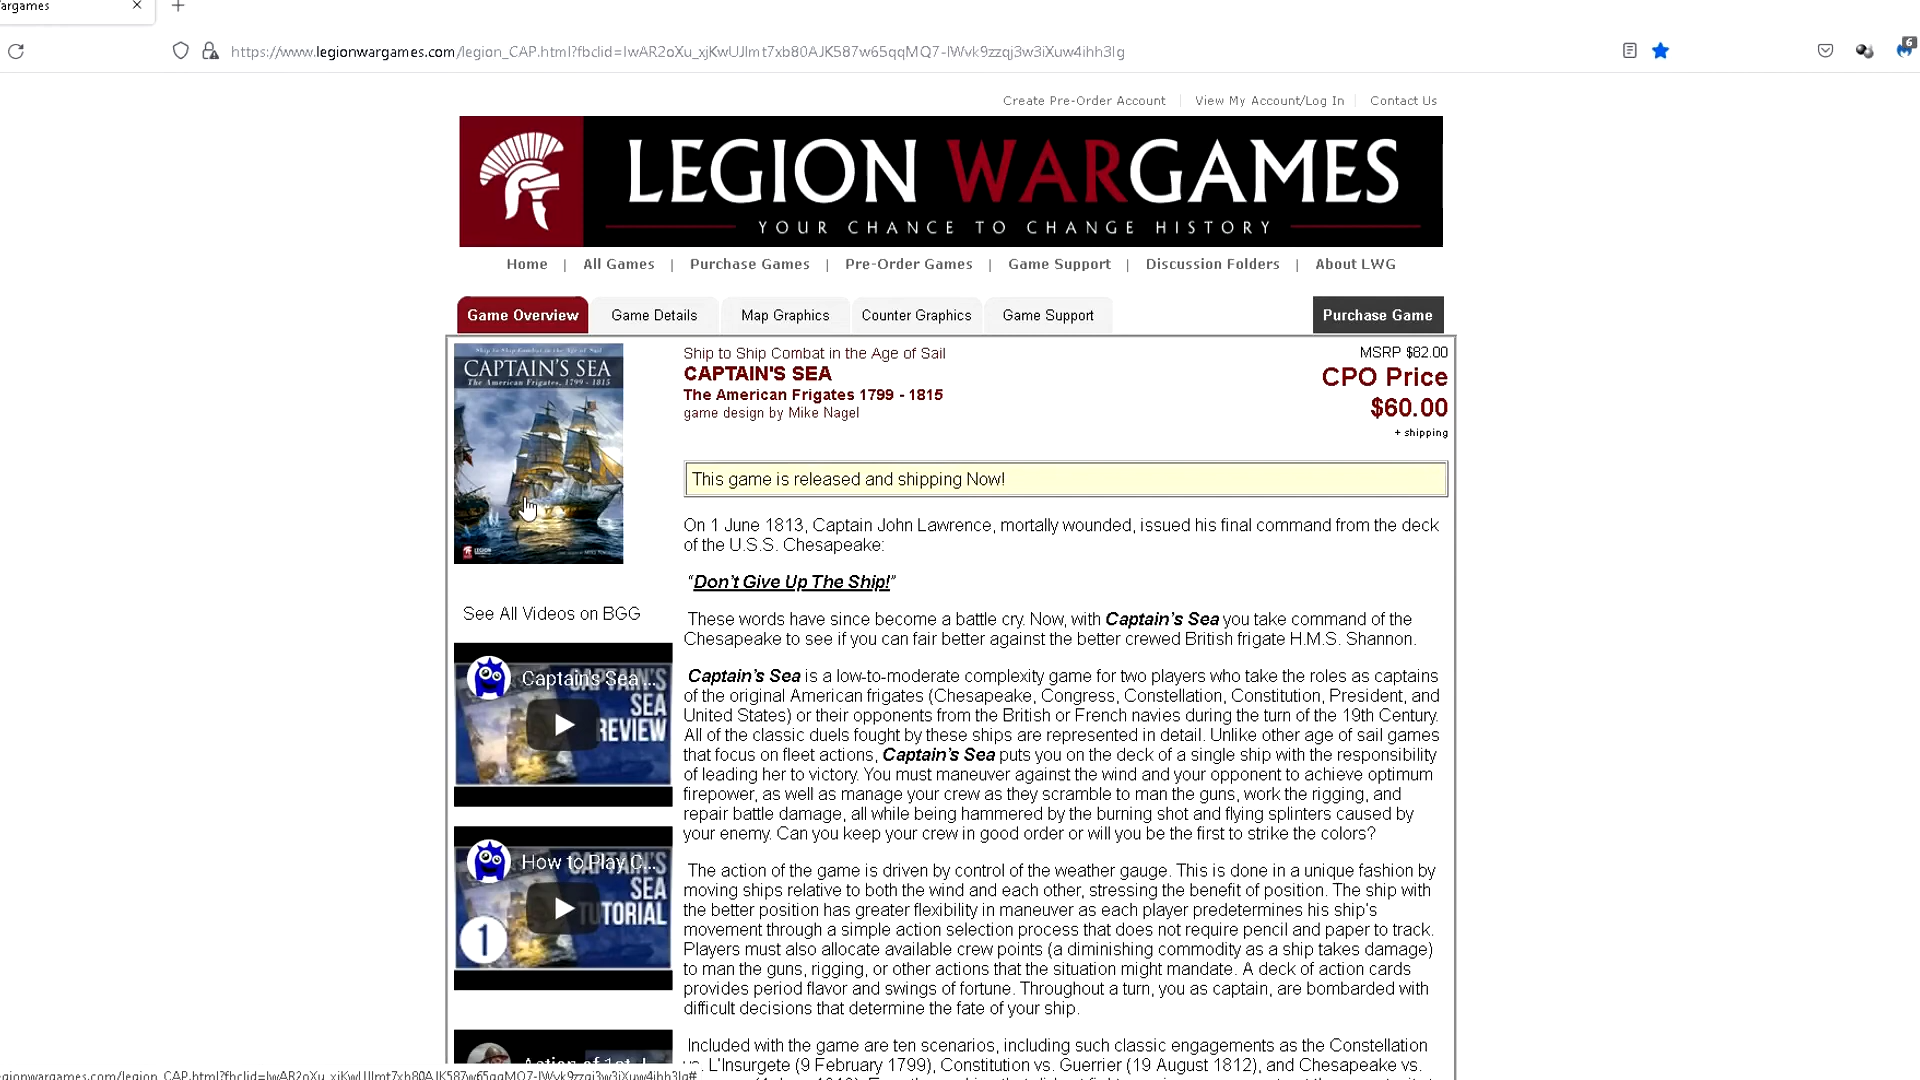 argames
https://www.legionwargames.com/legion_CAP.html?fbclid=IwAR2oXu_xjKwUJImt7xb80AJK587w65qqMQ7-lWvk9zzqj3w3iXuw4ihh3Ig
6
Create Pre-Order Account | View My Account/Log In | Contact Us
LEGION WARGAMES
YOUR CHANCE TO CHANGE HISTORY
Home | All Games | Purchase Games | Pre-Order Games | Game Support | Discussion Folders | About LWG
Game Overview Game Details Map Graphics Counter Graphics Game Support Purchase Game
Ship to Ship Combat in the Age of Sail
CAPTAIN'S SEA
The American Frigates, 1799 - 1815
LEGION
Ship to Ship Combat in the Age of Sail
CAPTAIN'S SEA
The American Frigates 1799 - 1815
game design by Mike Nagel
MSRP $82.00
CPO Price
$60.00
+ shipping
This game is released and shipping Now!
On 1 June 1813, Captain John Lawrence, mortally wounded, issued his final command from the deck
of the U.S.S. Chesapeake:
“Don’t Give Up The Ship!”
These words have since become a battle cry. Now, with Captain’s Sea you take command of the
Chesapeake to see if you can fair better against the better crewed British frigate H.M.S. Shannon.
Captain’s Sea is a low-to-moderate complexity game for two players who take the roles as captains
of the original American frigates (Chesapeake, Congress, Constellation, Constitution, President, and
United States) or their opponents from the British or French navies during the turn of the 19th Century.
All of the classic duels fought by these ships are represented in detail. Unlike other age of sail games
that focus on fleet actions, Captain’s Sea puts you on the deck of a single ship with the responsibility
of leading her to victory. You must maneuver against the wind and your opponent to achieve optimum
firepower, as well as manage your crew as they scramble to man the guns, work the rigging, and
repair battle damage, all while being hammered by the burning shot and flying splinters caused by
your enemy. Can you keep your crew in good order or will you be the first to strike the colors?
The action of the game is driven by control of the weather gauge. This is done in a unique fashion by
moving ships relative to both the wind and each other, stressing the benefit of position. The ship with
the better position has greater flexibility in maneuver as each player predetermines his ship’s
movement through a simple action selection process that does not require pencil and paper to track.
Players must also allocate available crew points (a diminishing commodity as a ship takes damage)
to man the guns, rigging, or other actions that the situation might mandate. A deck of action cards
provides period flavor and swings of fortune. Throughout a turn, you as captain, are bombarded with
difficult decisions that determine the fate of your ship.
Included with the game are ten scenarios, including such classic engagements as the Constellation
. L’Insurgete (9 February 1799), Constitution vs. Guerrier (19 August 1812), and Chesapeake vs.
See All Videos on BGG
Captain's Sea ...
CAPTAIN'S
SEA
REVIEW
How to Play C...
CAPTAIN'S
SEA
TUTORIAL
1
egionwargames.com/legion_CAP.html?fbclid=IwAR2oXu_xjKwUJImt7xb80AJK587w65qqMQ7-lWvk9zzqj3w3iXuw4ihh3Ig#